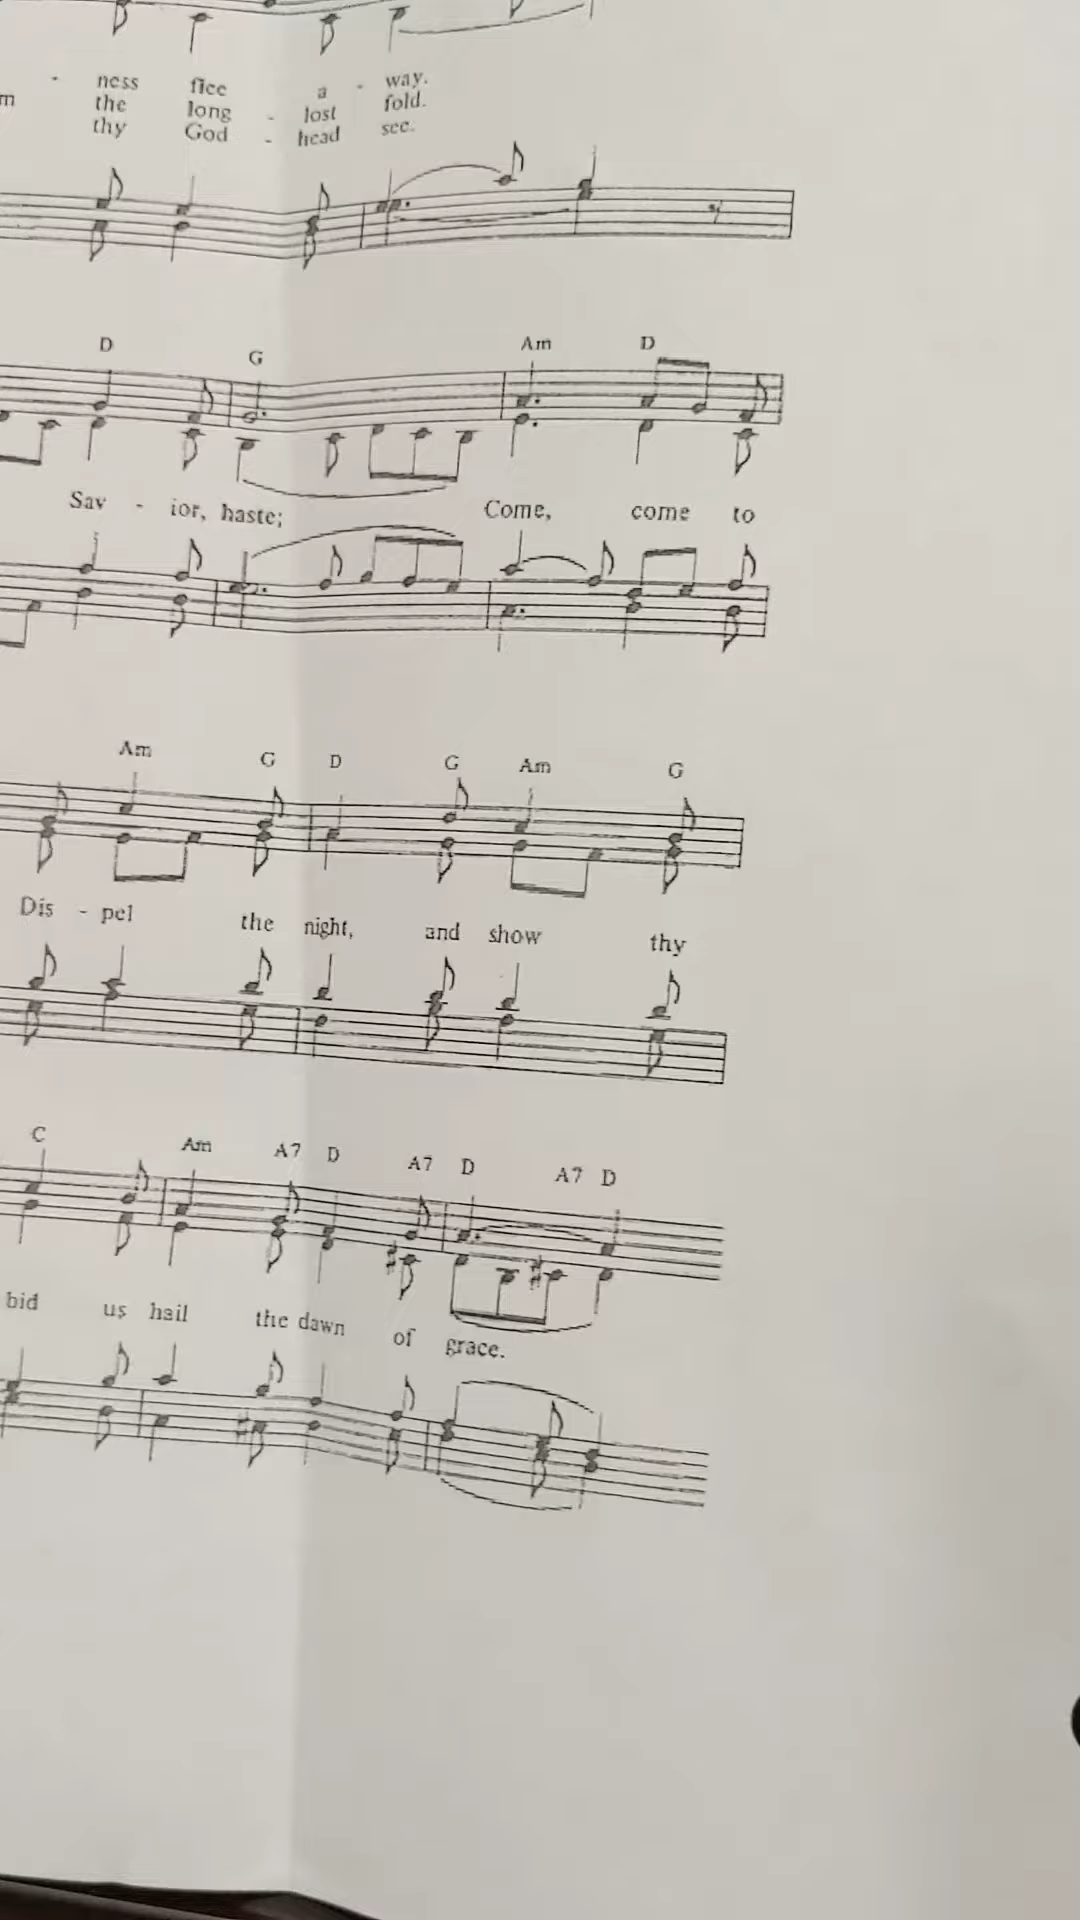 - ness flee a - way.
m the long - lost fold.
thy God - head see.
D G Am D
Sav - ior, haste; Come, come to
Am G D G Am G
Dis - pel the night, and show thy
C Am A7 D A7 D A7 D
bid us hail the dawn of grace.